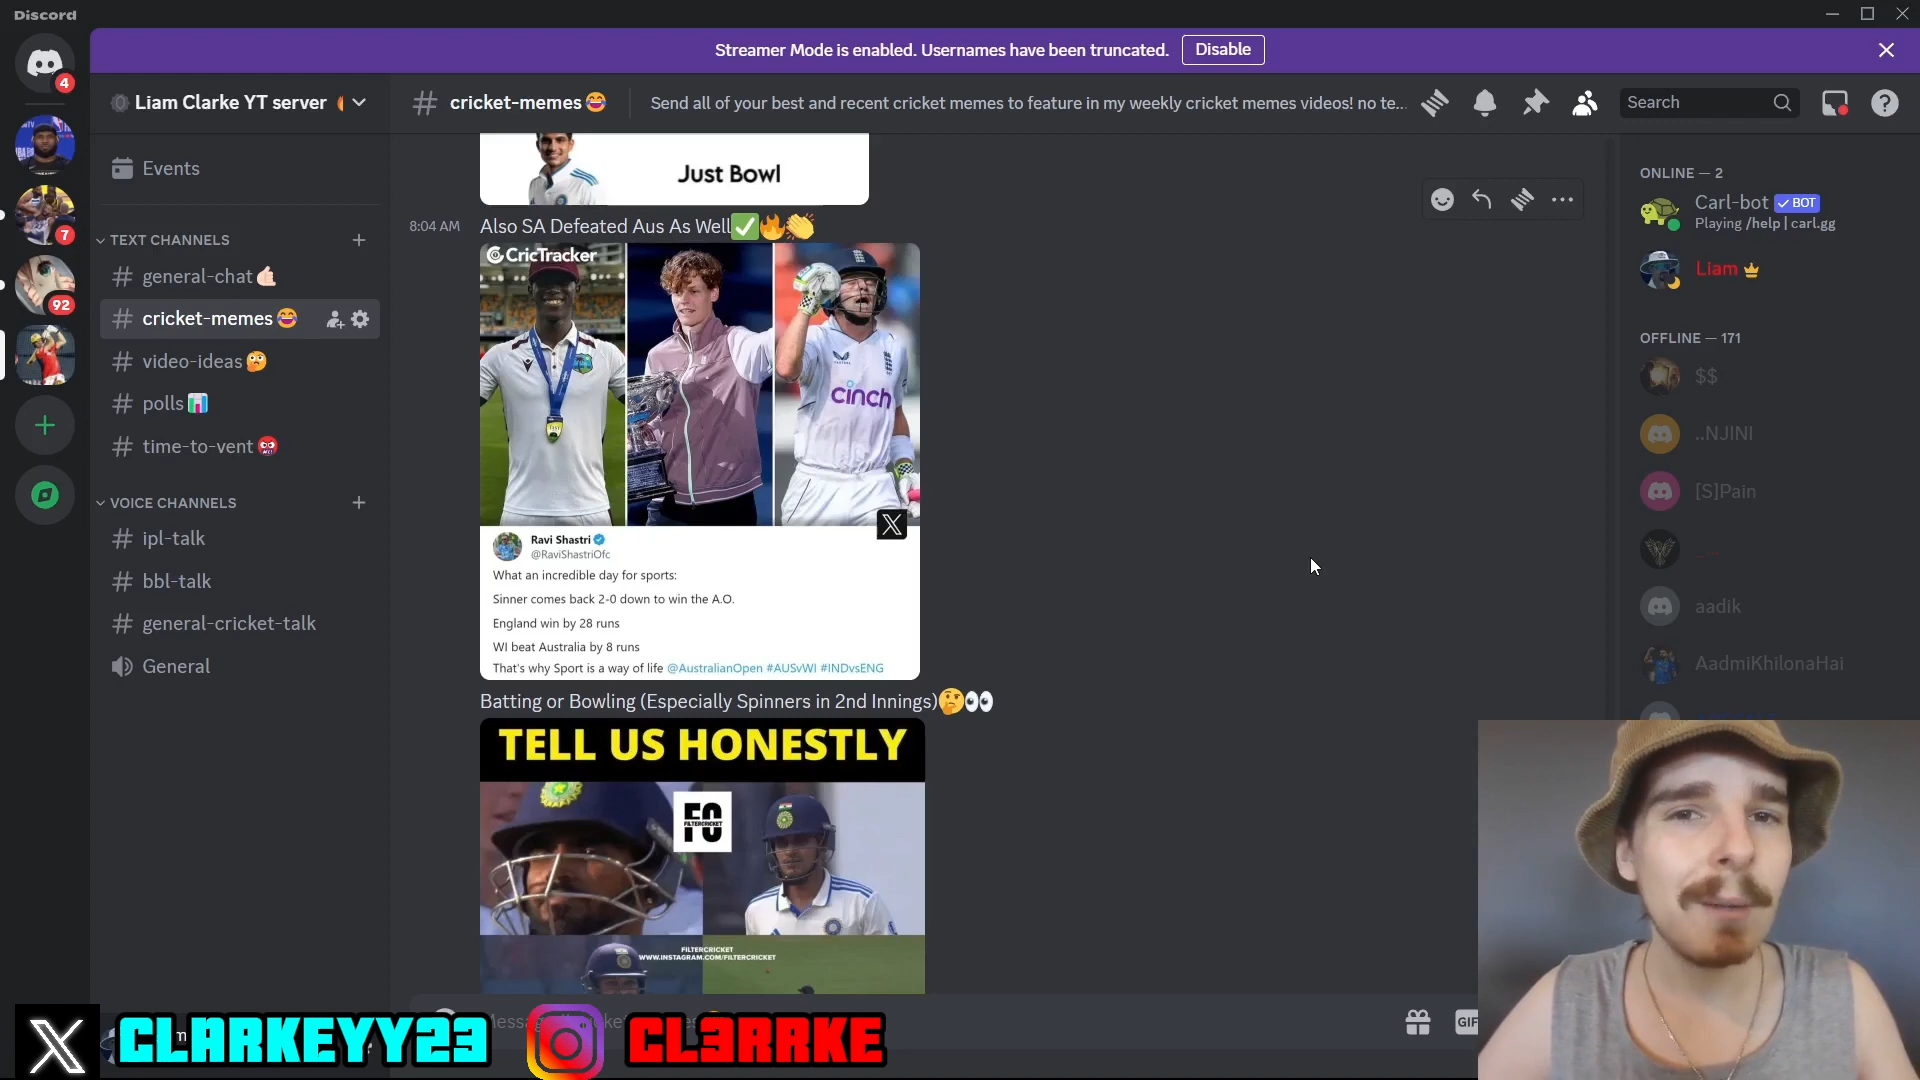 Discord
4
Streamer Mode is enabled. Usernames have been truncated.
Disable
Liam Clarke YT server
cricket-memes😂
Send all of your best and recent cricket memes to feature in my weekly cricket memes videos! no te...
Search
Events
TEXT CHANNELS
general-chat🤙🏻
cricket-memes😂
video-ideas🤔
polls📊
time-to-vent🤬
VOICE CHANNELS
ipl-talk
bbl-talk
general-cricket-talk
General
7
92
Just Bowl
8:04 AM
Also SA Defeated Aus As Well✅🔥👏
CricTracker
cinch
Ravi Shastri
@RaviShastriOfc
What an incredible day for sports:
Sinner comes back 2-0 down to win the A.O.
England win by 28 runs
WI beat Australia by 8 runs
That's why Sport is a way of life @AustralianOpen #AUSvWI #INDvsENG
Batting or Bowling (Especially Spinners in 2nd Innings)🤔👀
TELL US HONESTLY
FC
FILTERCRICKET
FILTERCRICKET
WWW.INSTAGRAM.COM/FILTERCRICKET
GIF
ONLINE — 2
Carl-bot
BOT
Playing /help | carl.gg
Liam
OFFLINE — 171
$$
..NJINI
[S]Pain
aadik
AadmiKhilonaHai
CLARKEYY23
CL3RRKE